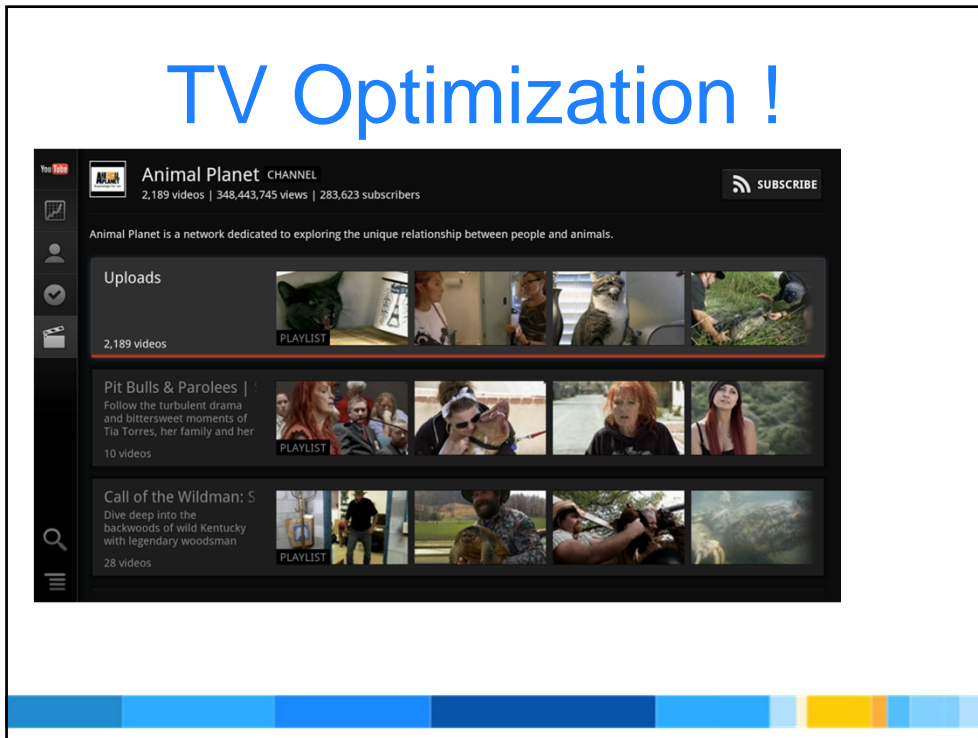 TV Optimization !
You Tube
Animal Planet CHANNEL
2,189 videos | 348,443,745 views | 283,623 subscribers
SUBSCRIBE
Animal Planet is a network dedicated to exploring the unique relationship between people and animals.
Uploads
2,189 videos
PLAYLIST
Pit Bulls & Parolees |
Follow the turbulent drama
and bittersweet moments of
Tia Torres, her family and her
10 videos
PLAYLIST
Call of the Wildman: S
Dive deep into the
backwoods of wild Kentucky
with legendary woodsman
28 videos
PLAYLIST